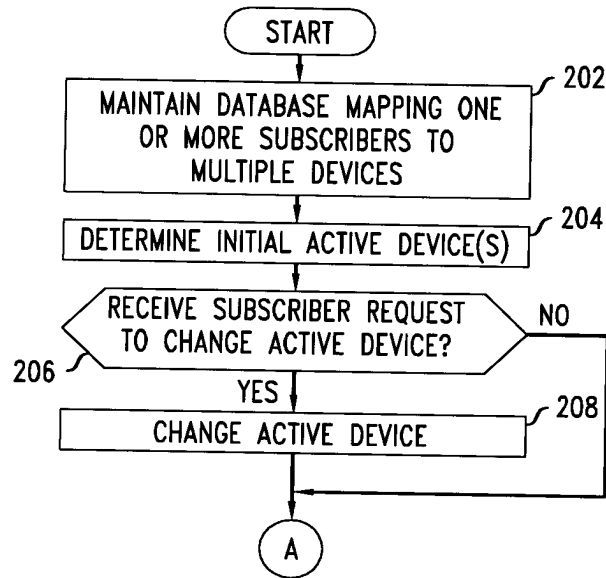 START
202
MAINTAIN DATABASE MAPPING ONE
OR MORE SUBSCRIBERS TO
MULTIPLE DEVICES
204
DETERMINE INITIAL ACTIVE DEVICE(S)
RECEIVE SUBSCRIBER REQUEST
TO CHANGE ACTIVE DEVICE?
NO
206
YES
208
CHANGE ACTIVE DEVICE
A